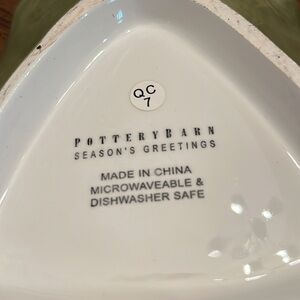 QC
7
POTTERYBARN
SEASON'S GREETINGS
MADE IN CHINA
MICROWAVEABLE &
DISHWASHER SAFE